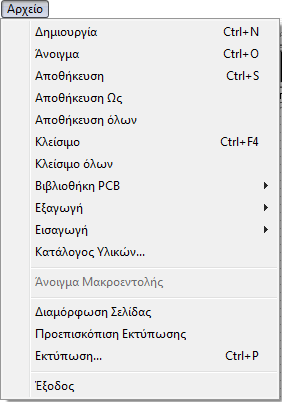 Αρχείο
Δημιουργία Ctrl+N
Άνοιγμα Ctrl+O
Αποθήκευση Ctrl+S
Αποθήκευση Ως
Αποθήκευση όλων
Κλείσιμο Ctrl+F4
Κλείσιμο όλων
Βιβλιοθήκη PCB
Εξαγωγή
Εισαγωγή
Κατάλογος Υλικών...
Άνοιγμα Μακροεντολής
Διαμόρφωση Σελίδας
Προεπισκόπιση Εκτύπωσης
Εκτύπωση... Ctrl+P
Έξοδος